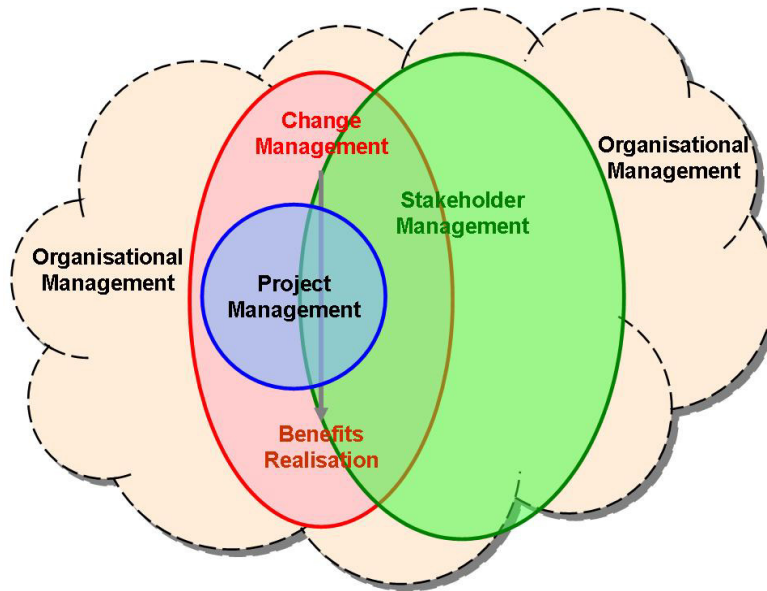 Change
Management
Organisational
Management
Stakeholder
Management
Organisational
Management
Project
Management
Benefits
Realisation